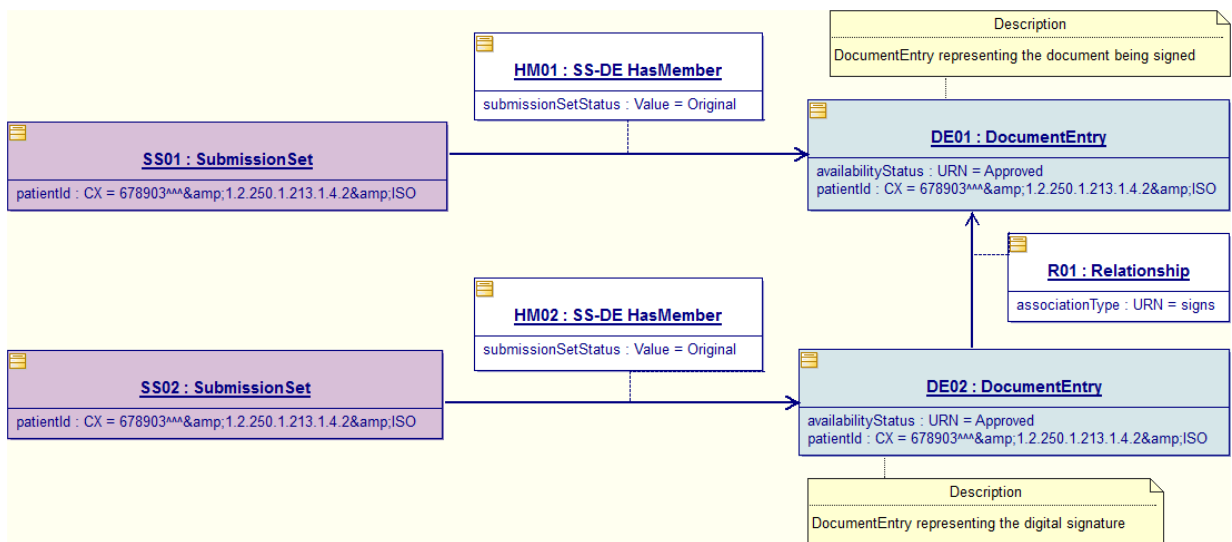 Description
DocumentEntry representing the document being signed
HM01 : SS-DE HasMember
submissionSetStatus : Value = Original
SS01 : SubmissionSet
patientId : CX = 678903^^^&amp;1.2.250.1.213.1.4.2&amp;ISO
DE01 : DocumentEntry
availabilityStatus : URN = Approved
patientId : CX = 678903^^^&amp;1.2.250.1.213.1.4.2&amp;ISO
R01 : Relationship
associationType : URN = signs
HM02 : SS-DE HasMember
submissionSetStatus : Value = Original
SS02 : SubmissionSet
patientId : CX = 678903^^^&amp;1.2.250.1.213.1.4.2&amp;ISO
DE02 : DocumentEntry
availabilityStatus : URN = Approved
patientId : CX = 678903^^^&amp;1.2.250.1.213.1.4.2&amp;ISO
Description
DocumentEntry representing the digital signature